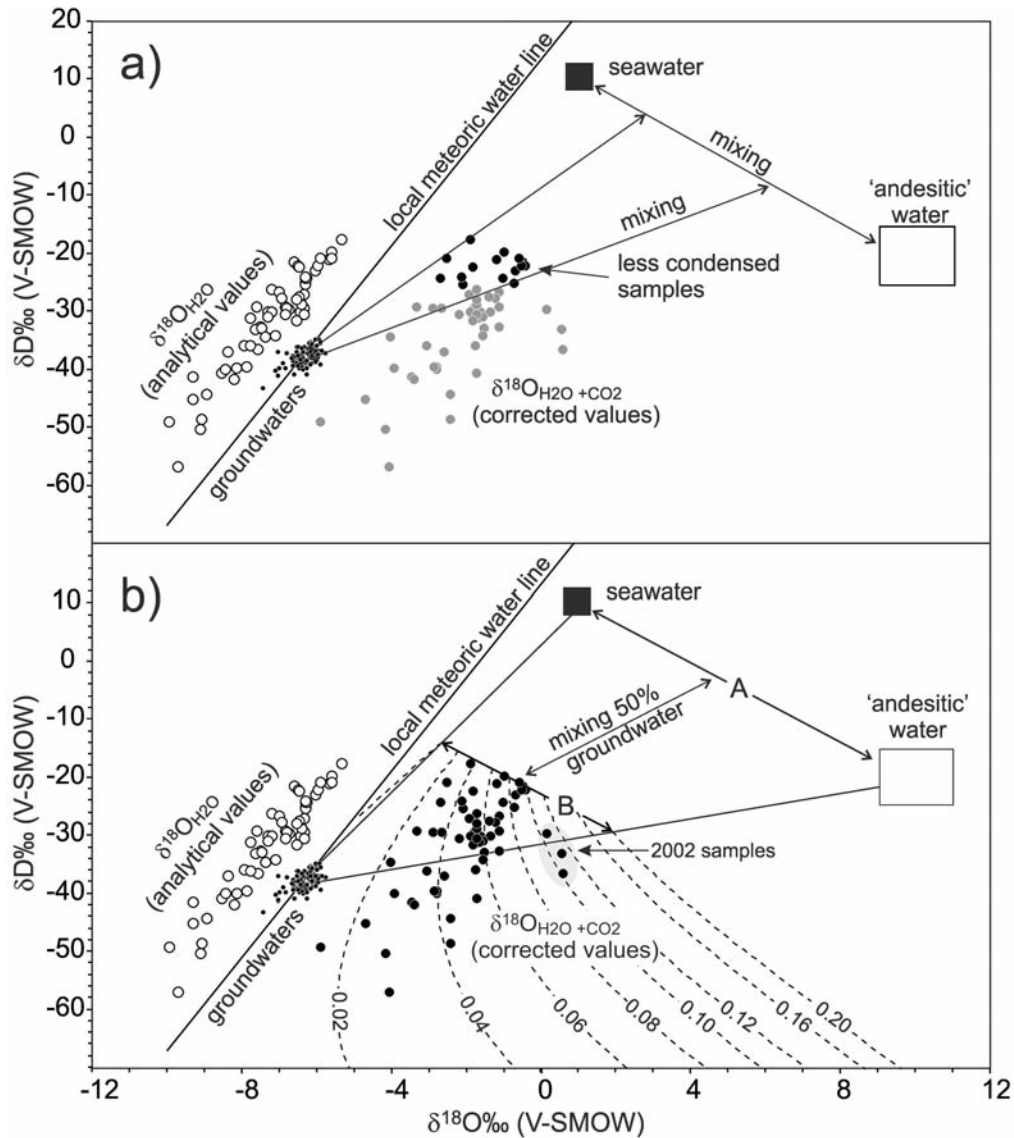 a)
20
10
0
-10
-20
-30
-40
-50
-60
δD‰ (V-SMOW)
local meteoric water line
seawater
mixing
'andesitic'
water
mixing
less condensed
samples
δ18OH2O
(analytical values)
δ18OH2O +CO2
(corrected values)
groundwaters
b)
10
0
-10
-20
-30
-40
-50
-60
δD‰ (V-SMOW)
local meteoric water line
seawater
A
mixing 50%
groundwater
'andesitic'
water
B
2002 samples
δ18OH2O
(analytical values)
δ18OH2O +CO2
(corrected values)
groundwaters
0.02
0.04
0.06
0.08
0.10
0.12
0.16
0.20
-12 -8 -4 0 4 8 12
δ18O‰ (V-SMOW)